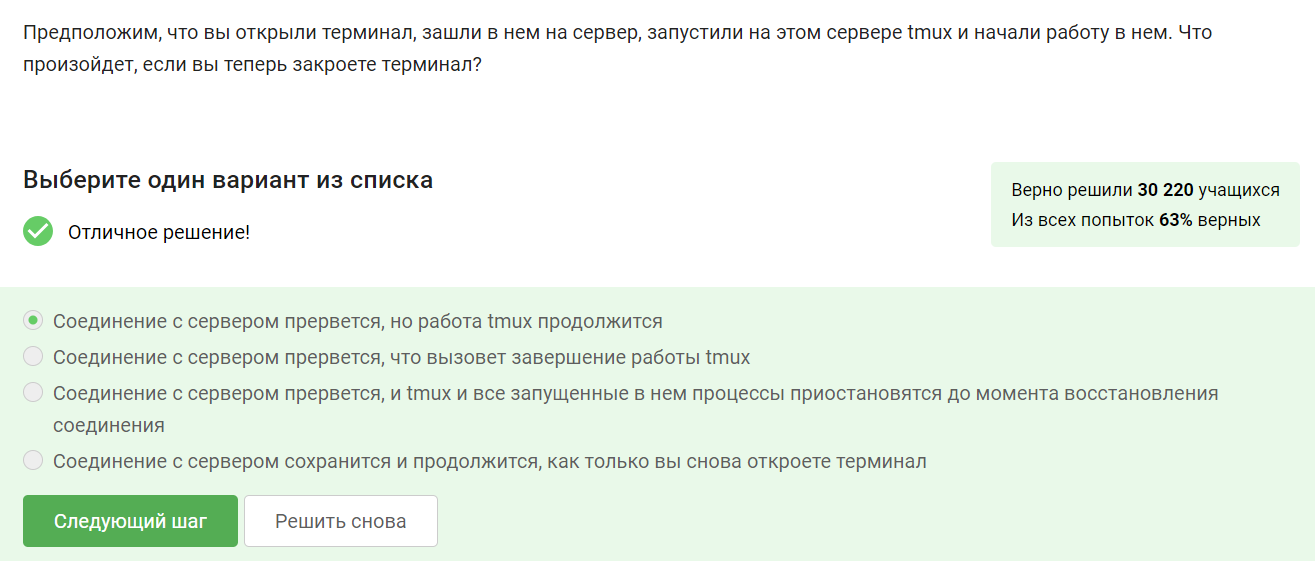 Предположим, что вы открыли терминал, зашли в нем на сервер, запустили на этом сервере tmux и начали работу в нем. Что
произойдет, если вы теперь закроете терминал?
Выберите один вариант из списка
Верно решили 30 220 учащихся
Из всех попыток 63% верных
Отличное решение!
Соединение с сервером прервется, но работа tmux продолжится
Соединение с сервером прервется, что вызовет завершение работы tmux
Соединение с сервером прервется, и tmux и все запущенные в нем процессы приостановятся до момента восстановления
соединения
Соединение с сервером сохранится и продолжится, как только вы снова откроете терминал
Следующий шаг
Решить снова